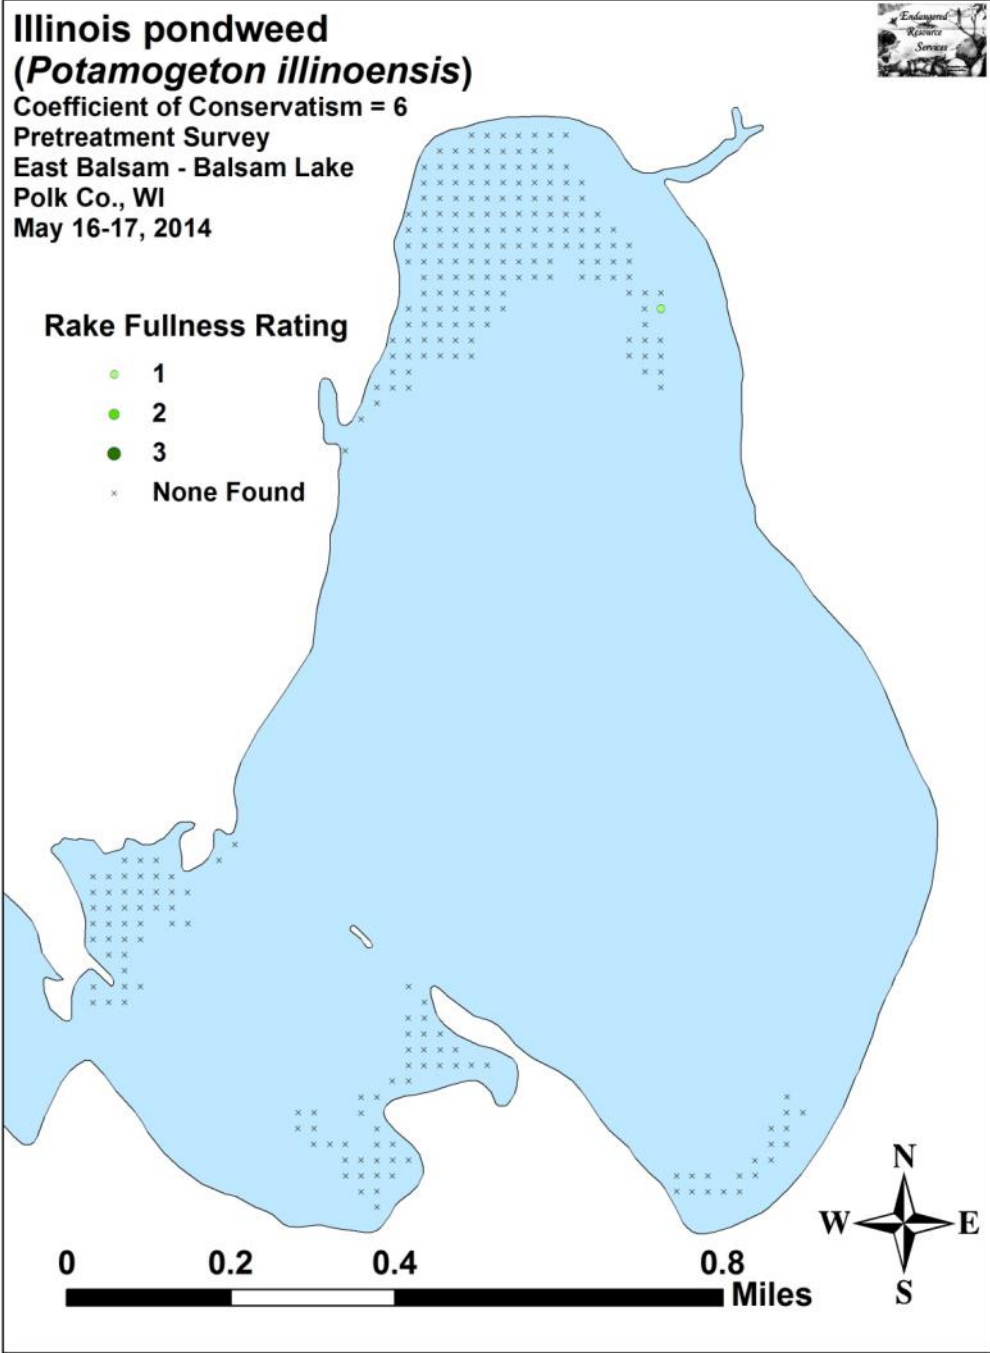 Illinois pondweed
(Potamogeton illinoensis)
Coefficient of Conservatism = 6
Pretreatment Survey
East Balsam - Balsam Lake
Polk Co., WI
May 16-17, 2014
Endangered
Resource
Services
Rake Fullness Rating
1
2
3
None Found
N
W E
S
0 0.2 0.4 0.8
Miles